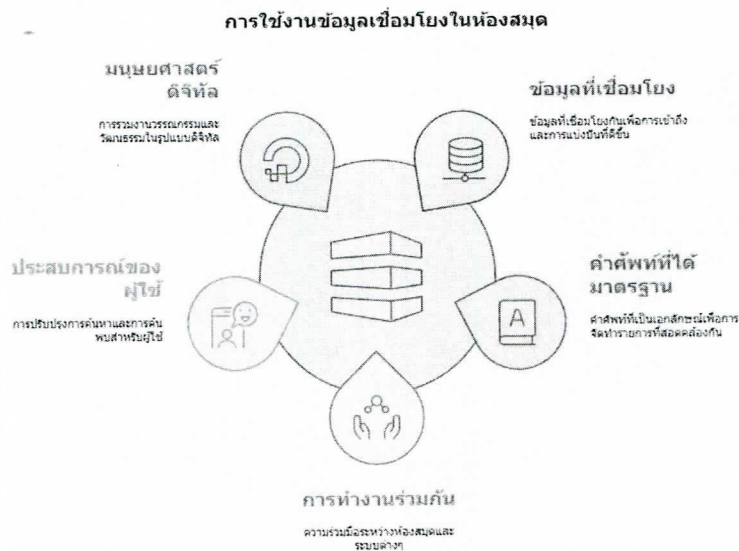 การใช้งานข้อมูลเชื่อมโยงในห้องสมุด
มนุษยศาสตร์
ดิจิทัล
การรวมงานวรรณกรรมและ
วัฒนธรรมในรูปแบบดิจิทัล
ข้อมูลที่เชื่อมโยง
ข้อมูลที่เชื่อมโยงกันเพื่อการเข้าถึง
และการแบ่งปันที่ดีขึ้น
ประสบการณ์ของ
ผู้ใช้
การปรับปรุงการค้นหาและการค้น
พบสำหรับผู้ใช้
คำศัพท์ที่ได้
มาตรฐาน
คำศัพท์ที่เป็นเอกลักษณ์เพื่อการ
จัดทำรายการที่สอดคล้องกัน
A
การทำงานร่วมกัน
ความร่วมมือระหว่างห้องสมุดและ
ระบบต่างๆ